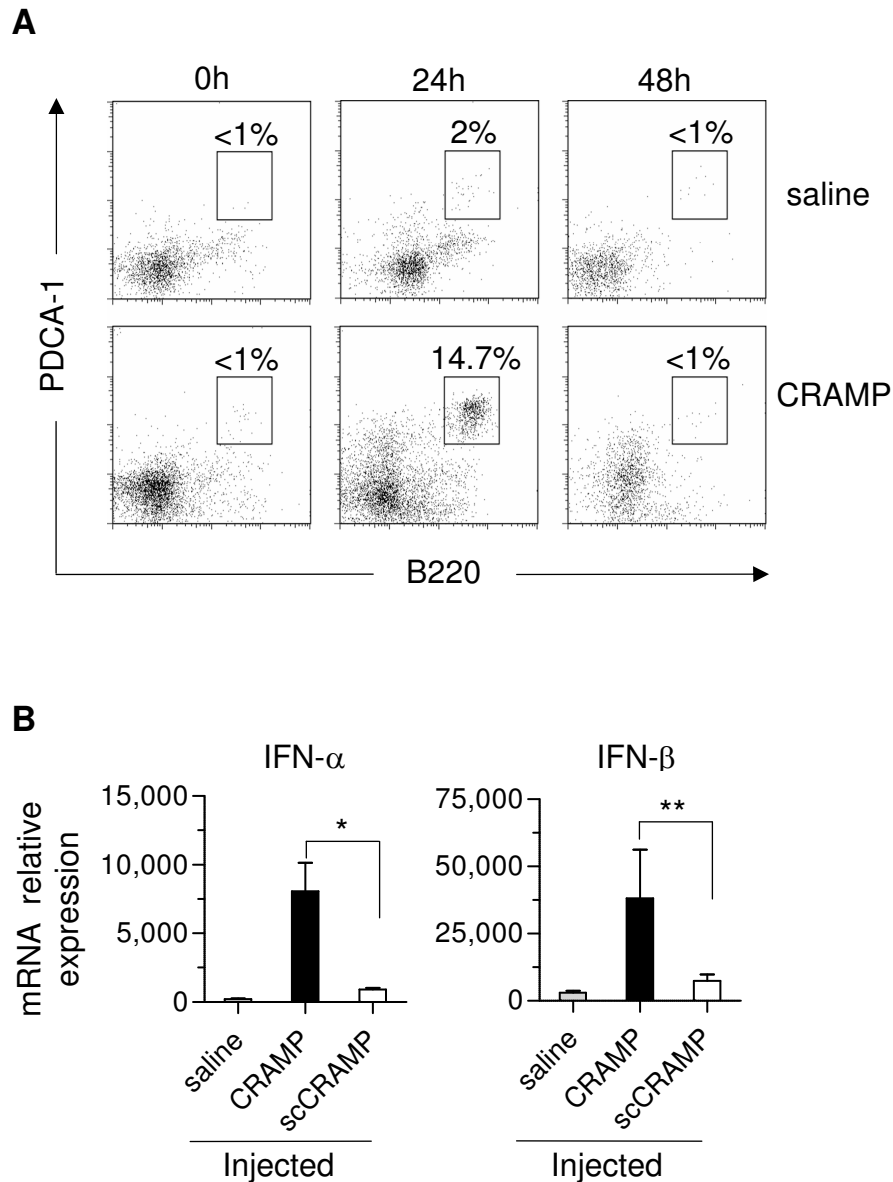 A
0h 24h 48h
<1% 2% <1%
saline
<1% 14.7% <1%
CRAMP
PDCA-1
B220
B
IFN-α IFN-β
mRNA relative
expression
15,000
10,000
5,000
0
*
saline
CRAMP
scCRAMP
Injected
75,000
50,000
25,000
0
**
saline
CRAMP
scCRAMP
Injected